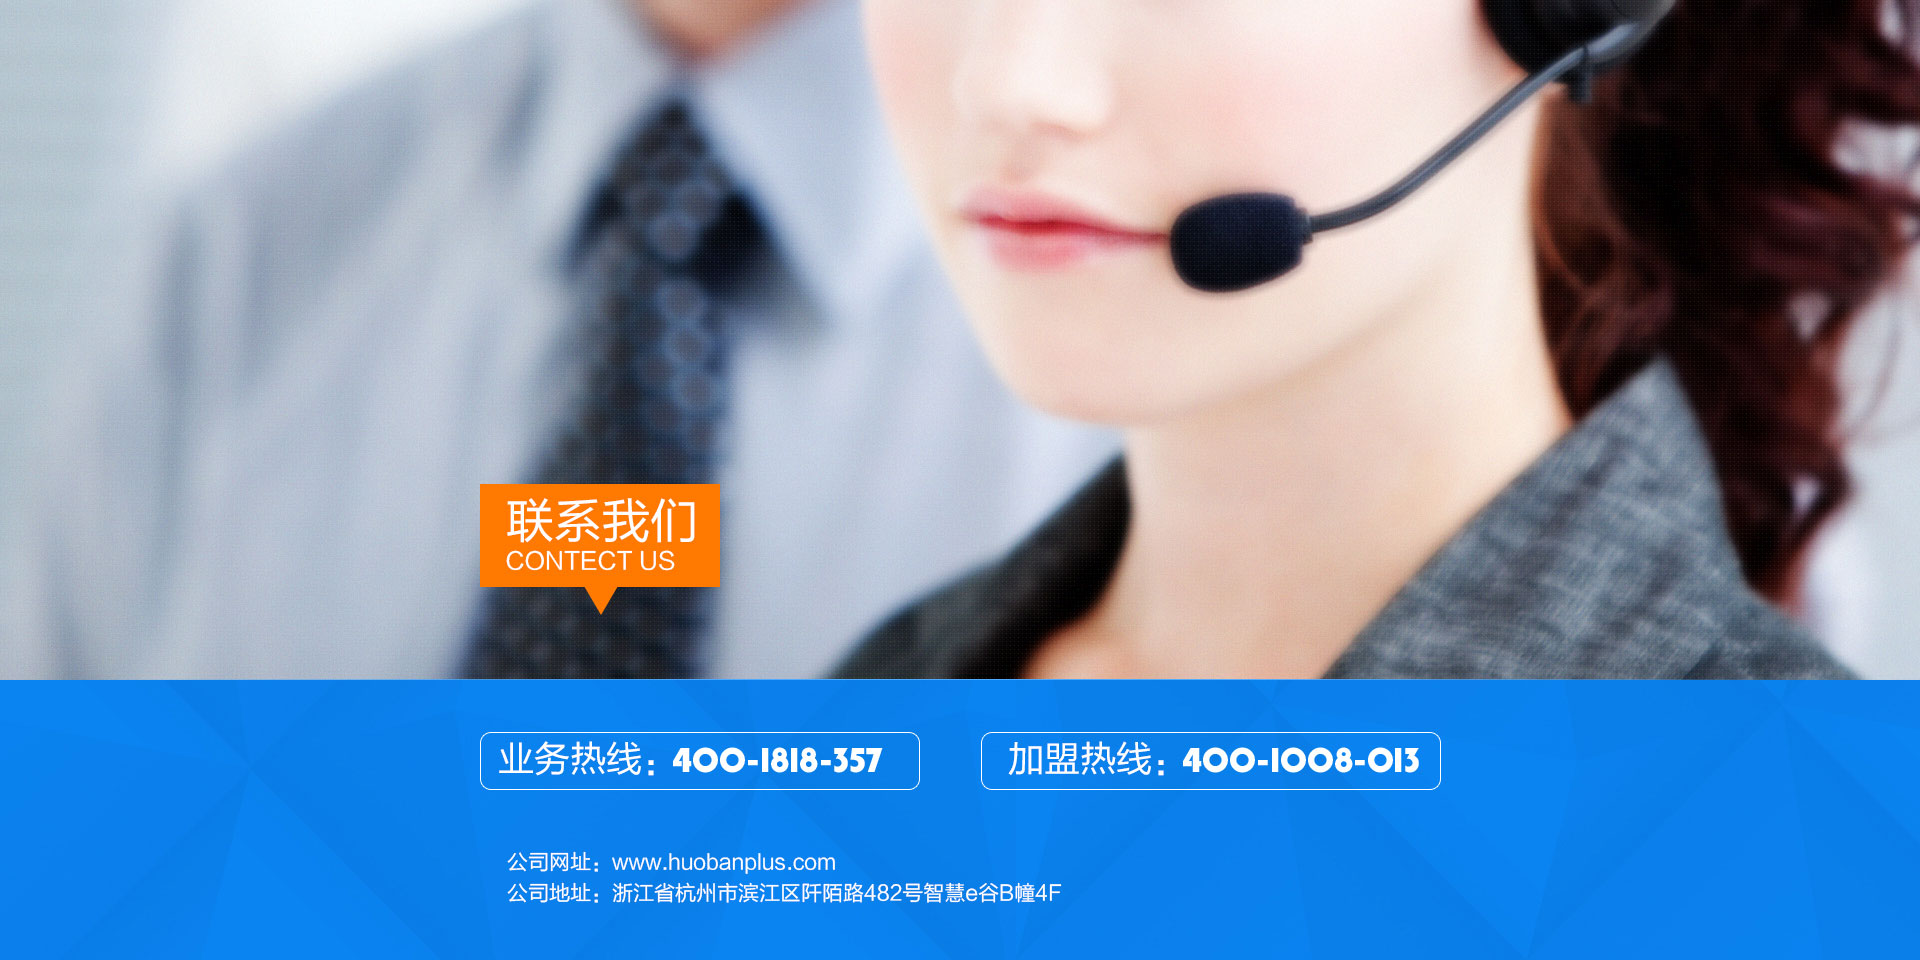 联系我们
CONTECT US
业务热线：400-1818-357
加盟热线：400-1008-013
公司网址：www.huobanplus.com
公司地址：浙江省杭州市滨江区阡陌路482号智慧e谷B幢4F